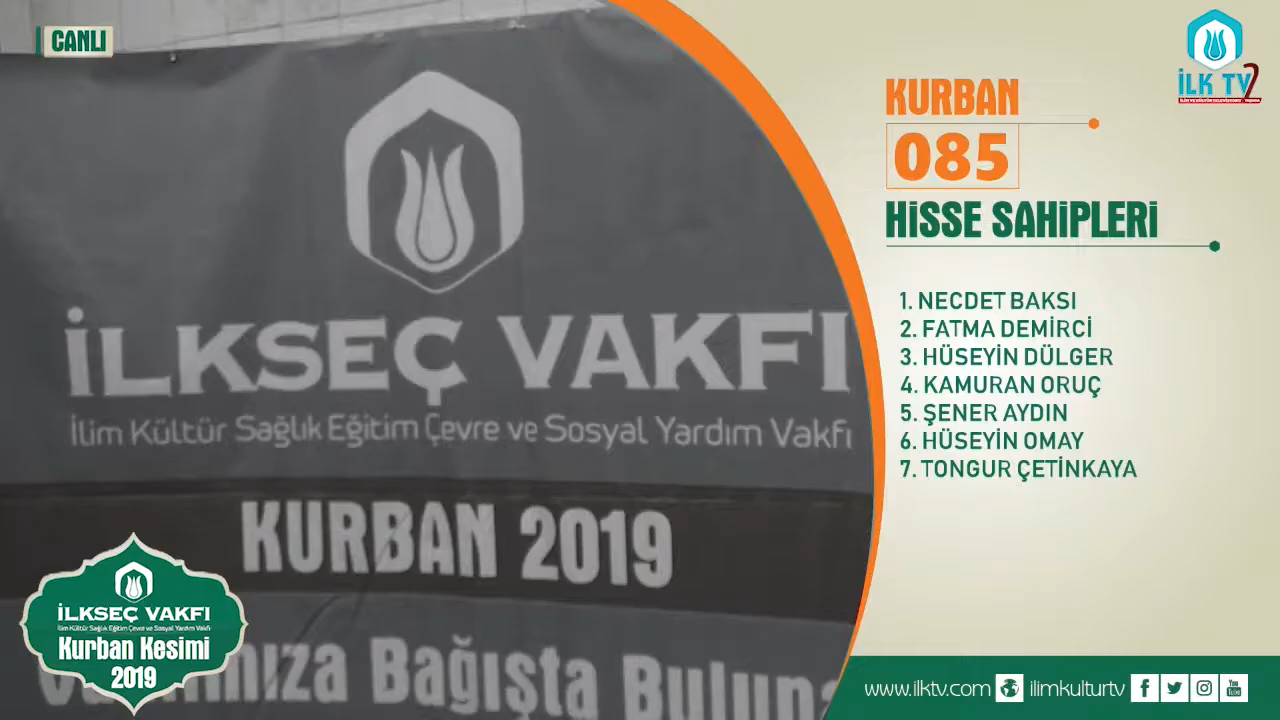 CANLI
İLKSEÇ VAKFI
İlim Kültür Sağlık Eğitim Çevre ve Sosyal Yardım Vakfı
KURBAN 2019
Bağışta
İLKSEÇ VAKFI
İlim Kültür Sağlık Eğitim Çevre ve Sosyal Yardım Vakfı
Kurban Kesimi
2019
İLK TV2
KURBAN
085
HİSSE SAHİPLERİ
1. NECDET BAKSI
2. FATMA DEMİRCİ
3. HÜSEYİN DÜLGER
4. KAMURAN ORUÇ
5. ŞENER AYDIN
6. HÜSEYİN OMAY
7. TONGUR ÇETİNKAYA
www.ilktv.com ilimkulturtv f You Tube